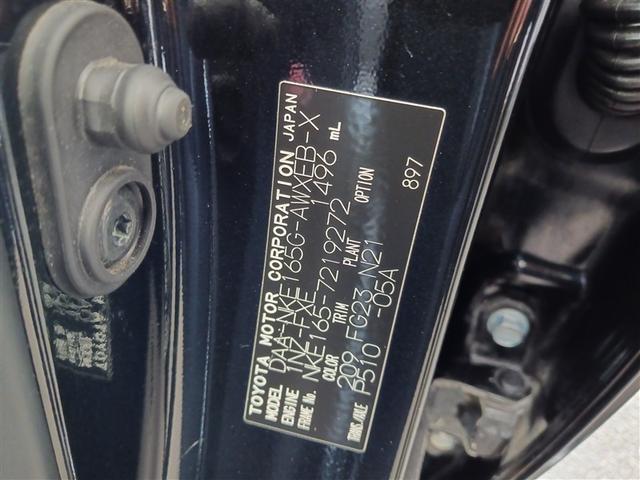 TOYOTA MOTOR CORPORATION JAPAN
MODEL DAA-NKE165G-AWXEB-X
ENGINE 1NZ-FXE 1496 mL
FRAME No. NKE165-7219272
COLOR TRIM PLANT OPTION
209 FG23 N21
TRANS./AXLE P510 -05A
897